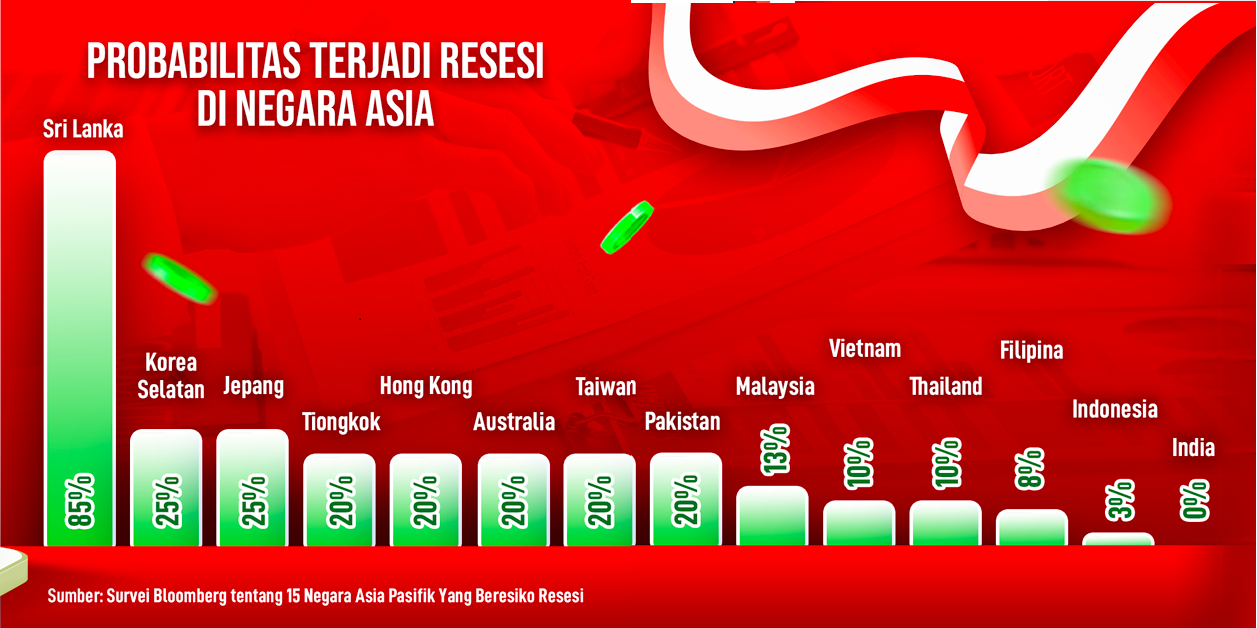 PROBABILITAS TERJADI RESESI
DI NEGARA ASIA
Sri Lanka
85%
Korea
Selatan
25%
Jepang
25%
Tiongkok
20%
Hong Kong
20%
Australia
20%
Taiwan
20%
Pakistan
20%
Malaysia
13%
Vietnam
10%
Thailand
10%
Filipina
8%
Indonesia
3%
India
0%
Sumber: Survei Bloomberg tentang 15 Negara Asia Pasifik Yang Beresiko Resesi